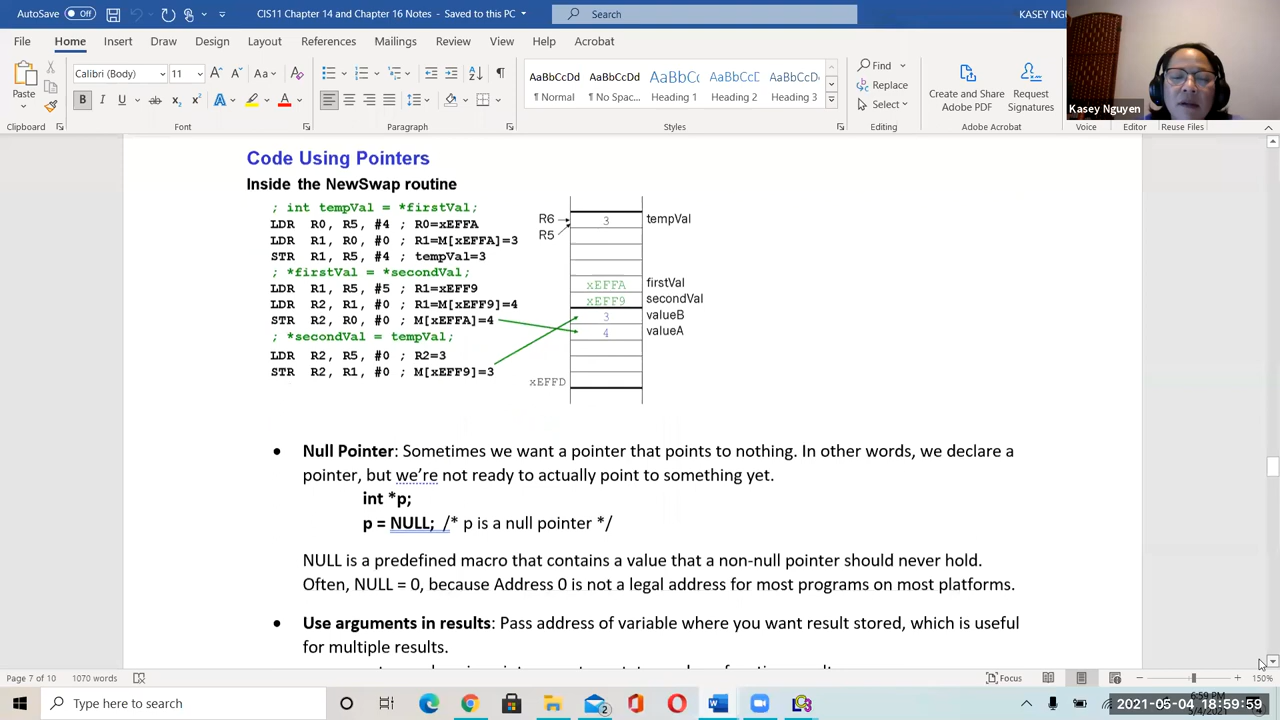 AutoSave Off CIS11 Chapter 16 Pointers Notes - Saved to this PC Search KASEY NG
File Home Insert Draw Design Layout References Mailings Review View Help Acrobat
Calibri (Body) 11 AaBbCcDd AaBbCcDd AaBbCc AaBbCcD AaBbCcD Find
Paste Normal No Spac... Heading 1 Heading 2 Heading 3 Replace Create and Share Request
Select Adobe PDF Signatures
Clipboard Font Paragraph Styles Editing Adobe Acrobat Voice Editor Reuse Files
Kasey Nguyen
Code Using Pointers
Inside the NewSwap routine
; int tempVal = *firstVal;
LDR R0, R5, #4 ; R0=xEFFA
LDR R1, R0, #0 ; R1=M[xEFFA]=3
STR R1, R5, #4 ; tempVal=3
; *firstVal = *secondVal;
LDR R1, R5, #5 ; R1=xEFF9
LDR R2, R1, #0 ; R1=M[xEFF9]=4
STR R2, R0, #0 ; M[xEFFA]=4
; *secondVal = tempVal;
LDR R2, R5, #0 ; R2=3
STR R2, R1, #0 ; M[xEFF9]=3
R6 3 tempVal
R5
xEFFA firstVal
xEFF9 secondVal
3 valueB
4 valueA
xEFFD
• Null Pointer: Sometimes we want a pointer that points to nothing. In other words, we declare a
pointer, but we're not ready to actually point to something yet.
int *p;
p = NULL; /* p is a null pointer */
NULL is a predefined macro that contains a value that a non-null pointer should never hold.
Often, NULL = 0, because Address 0 is not a legal address for most programs on most platforms.
• Use arguments in results: Pass address of variable where you want result stored, which is useful
for multiple results.
Page 7 of 10 1070 words Focus 150%
Type here to search 2 6:59 PM
2021-05-04 18:59:59